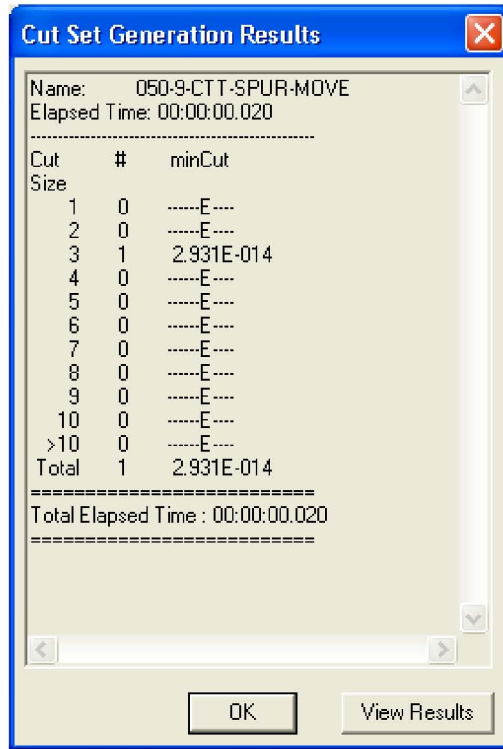 Cut Set Generation Results
Name: 050-9-CTT-SPUR-MOVE
Elapsed Time: 00:00:00.020
----------------------------------------------
Cut # minCut
Size
1 0 ------E----
2 0 ------E----
3 1 2.931E-014
4 0 ------E----
5 0 ------E----
6 0 ------E----
7 0 ------E----
8 0 ------E----
9 0 ------E----
10 0 ------E----
>10 0 ------E----
Total 1 2.931E-014
==========================
Total Elapsed Time : 00:00:00.020
==========================
OK View Results